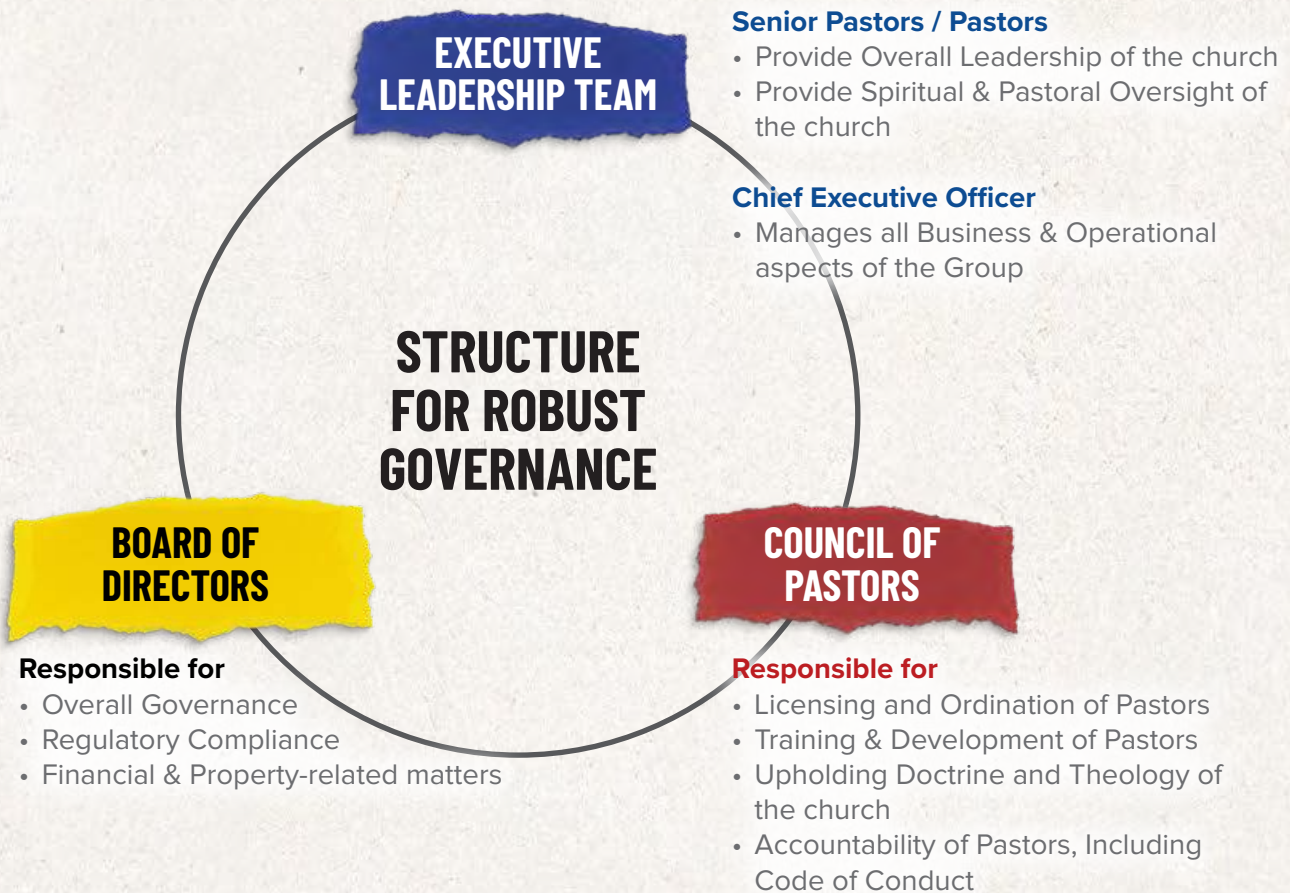 EXECUTIVE
LEADERSHIP TEAM
Senior Pastors / Pastors
• Provide Overall Leadership of the church
• Provide Spiritual & Pastoral Oversight of
the church
Chief Executive Officer
• Manages all Business & Operational
aspects of the Group
STRUCTURE
FOR ROBUST
GOVERNANCE
BOARD OF
DIRECTORS
Responsible for
• Overall Governance
• Regulatory Compliance
• Financial & Property-related matters
COUNCIL OF
PASTORS
Responsible for
• Licensing and Ordination of Pastors
• Training & Development of Pastors
• Upholding Doctrine and Theology of
the church
• Accountability of Pastors, Including
Code of Conduct